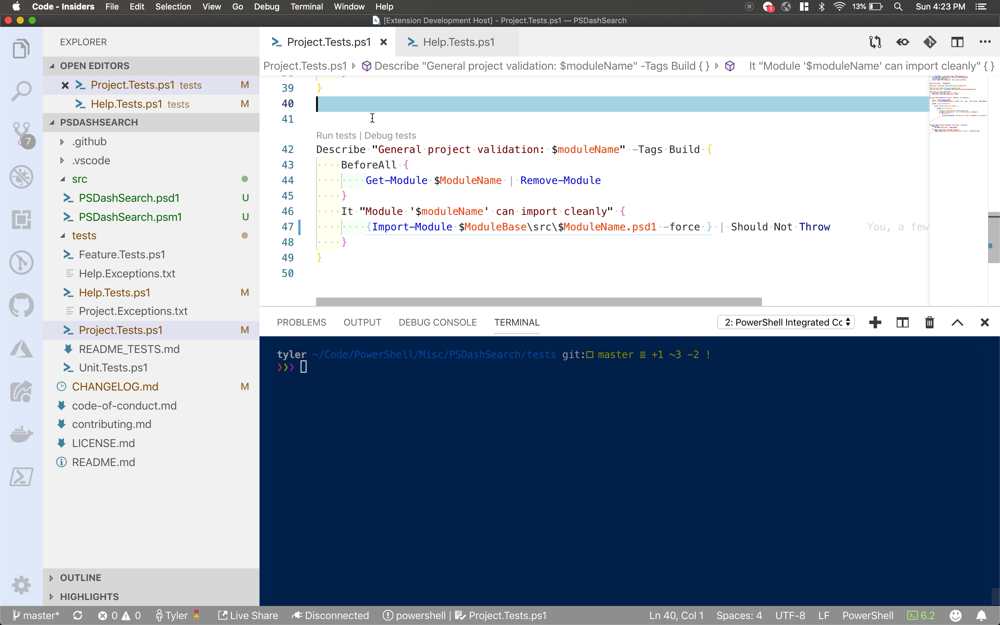 Code - Insiders File Edit Selection View Go Debug Terminal Window Help 1 13% Sun 4:23 PM
[Extension Development Host] - Project.Tests.ps1 — PSDashSearch
EXPLORER
OPEN EDITORS
Project.Tests.ps1 tests M
Help.Tests.ps1 tests M
PSDASHSEARCH
.github
.vscode
src
PSDashSearch.psd1 U
PSDashSearch.psm1 U
tests
Feature.Tests.ps1
Help.Exceptions.txt
Help.Tests.ps1 M
Project.Exceptions.txt
Project.Tests.ps1 M
README_TESTS.md
Unit.Tests.ps1
CHANGELOG.md M
code-of-conduct.md
contributing.md
LICENSE.md
README.md
OUTLINE
HIGHLIGHTS
7
Project.Tests.ps1 Help.Tests.ps1
Project.Tests.ps1 Describe "General project validation: $moduleName" -Tags Build { } It "Module '$moduleName' can import cleanly" { }
39 }
40
41
Run tests | Debug tests
42 Describe "General project validation: $moduleName" -Tags Build {
43 BeforeAll {
44 Get-Module $ModuleName | Remove-Module
45 }
46 It "Module '$moduleName' can import cleanly" {
47 {Import-Module $ModuleBase\src\$ModuleName.psd1 -force } | Should Not Throw You, a few
48 }
49 }
50
PROBLEMS OUTPUT DEBUG CONSOLE TERMINAL 2: PowerShell Integrated Cc
tyler ~/Code/PowerShell/Misc/PSDashSearch/tests git:□ master ≡ +1 ~3 -2 !
❯❯❯
master* 0 0 Tyler Live Share Disconnected powershell | Project.Tests.ps1 Ln 40, Col 1 Spaces: 4 UTF-8 LF PowerShell 6.2